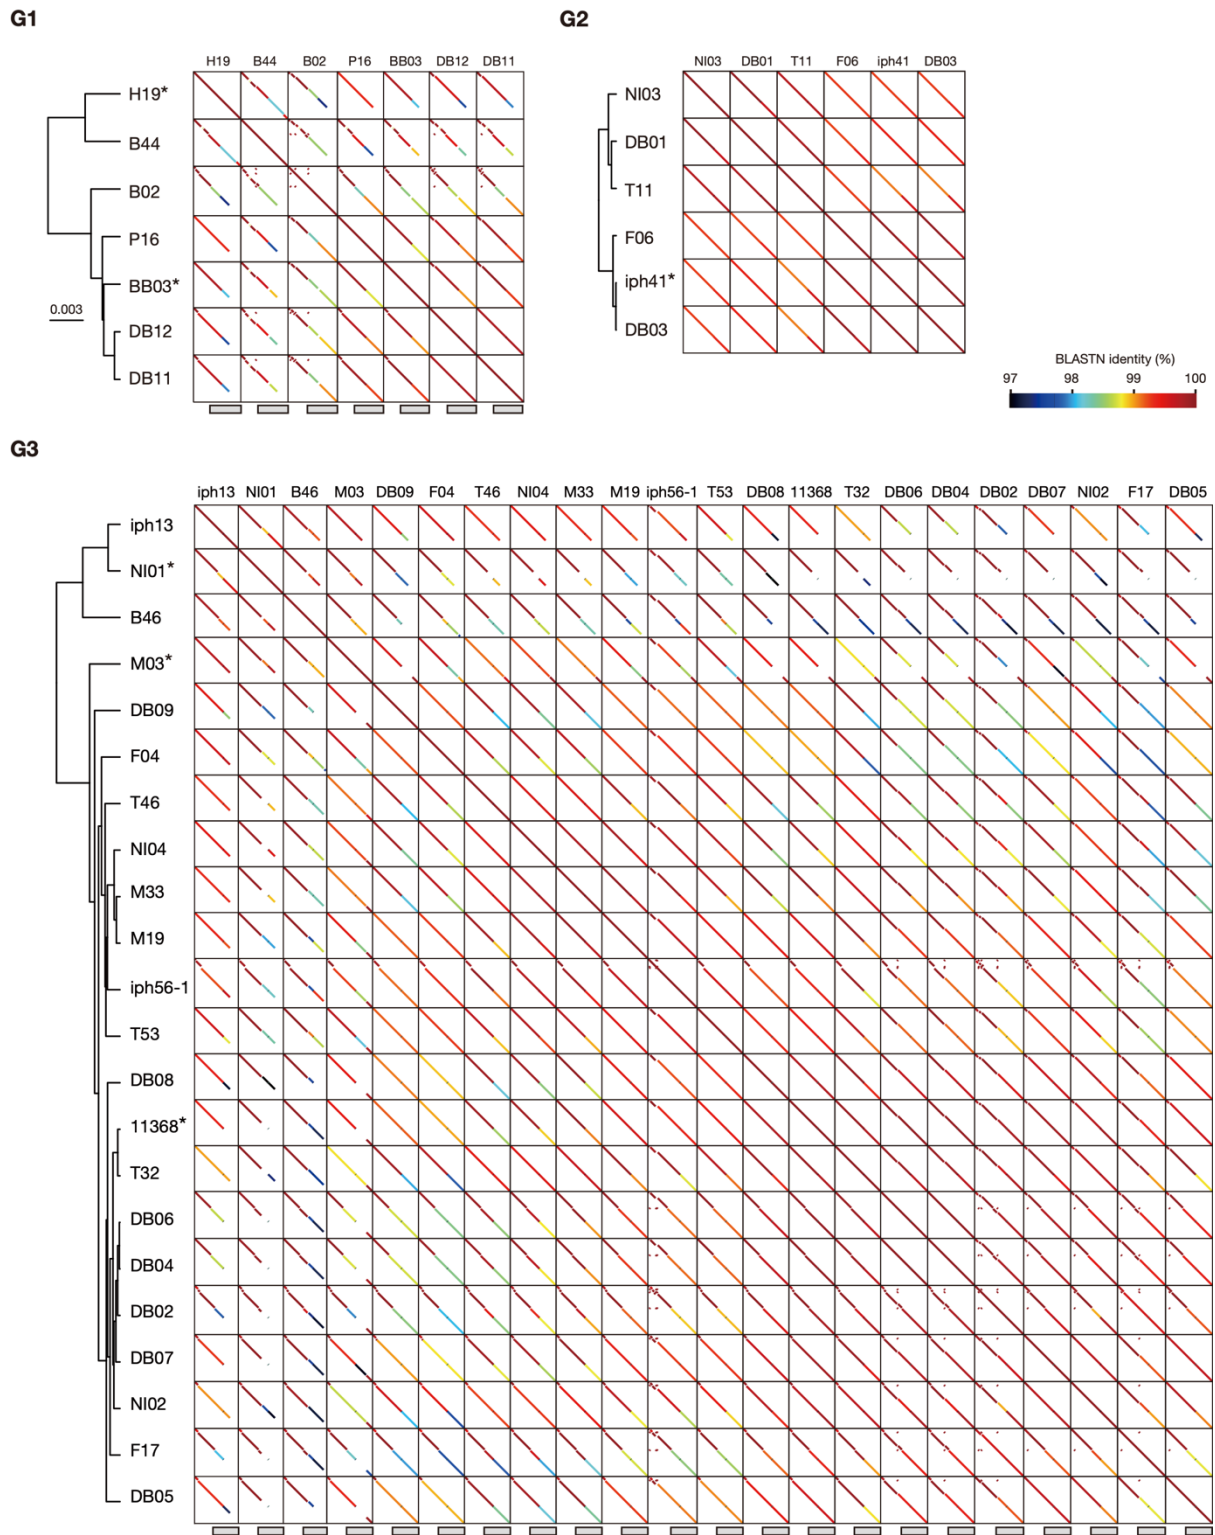 G1
H19 B44 B02 P16 BB03 DB12 DB11
H19*
B44
B02
P16
BB03*
DB12
DB11
0.003
G2
NI03 DB01 T11 F06 iph41 DB03
NI03
DB01
T11
F06
iph41*
DB03
BLASTN identity (%)
97 98 99 100
G3
iph13 NI01 B46 M03 DB09 F04 T46 NI04 M33 M19 iph56-1 T53 DB08 11368 T32 DB06 DB04 DB02 DB07 NI02 F17 DB05
iph13
NI01*
B46
M03*
DB09
F04
T46
NI04
M33
M19
iph56-1
T53
DB08
11368*
T32
DB06
DB04
DB02
DB07
NI02
F17
DB05